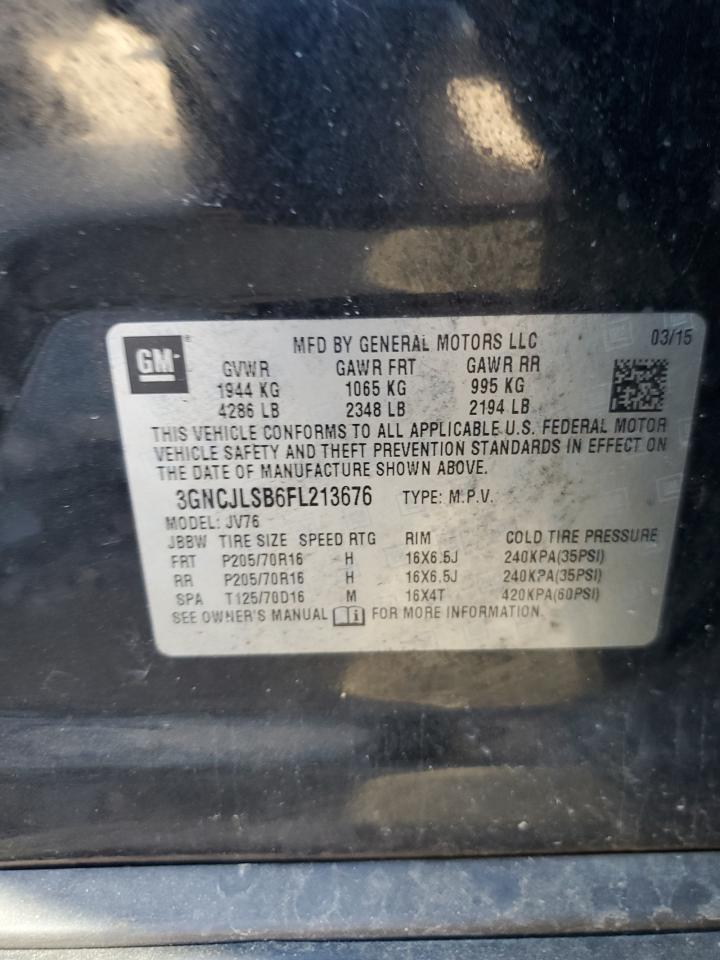 GM
MFD BY GENERAL MOTORS LLC 03/15
GVWR GAWR FRT GAWR RR
1944 KG 1065 KG 995 KG
4286 LB 2348 LB 2194 LB
THIS VEHICLE CONFORMS TO ALL APPLICABLE U.S. FEDERAL MOTOR
VEHICLE SAFETY AND THEFT PREVENTION STANDARDS IN EFFECT ON
THE DATE OF MANUFACTURE SHOWN ABOVE.
3GNCJLSB6FL213676 TYPE: M.P.V.
MODEL: JV76
JBBW TIRE SIZE SPEED RTG RIM COLD TIRE PRESSURE
FRT P205/70R16 H 16X6.5J 240KPA(35PSI)
RR P205/70R16 H 16X6.5J 240KPA(35PSI)
SPA T125/70D16 M 16X4T 420KPA(60PSI)
SEE OWNER'S MANUAL FOR MORE INFORMATION.